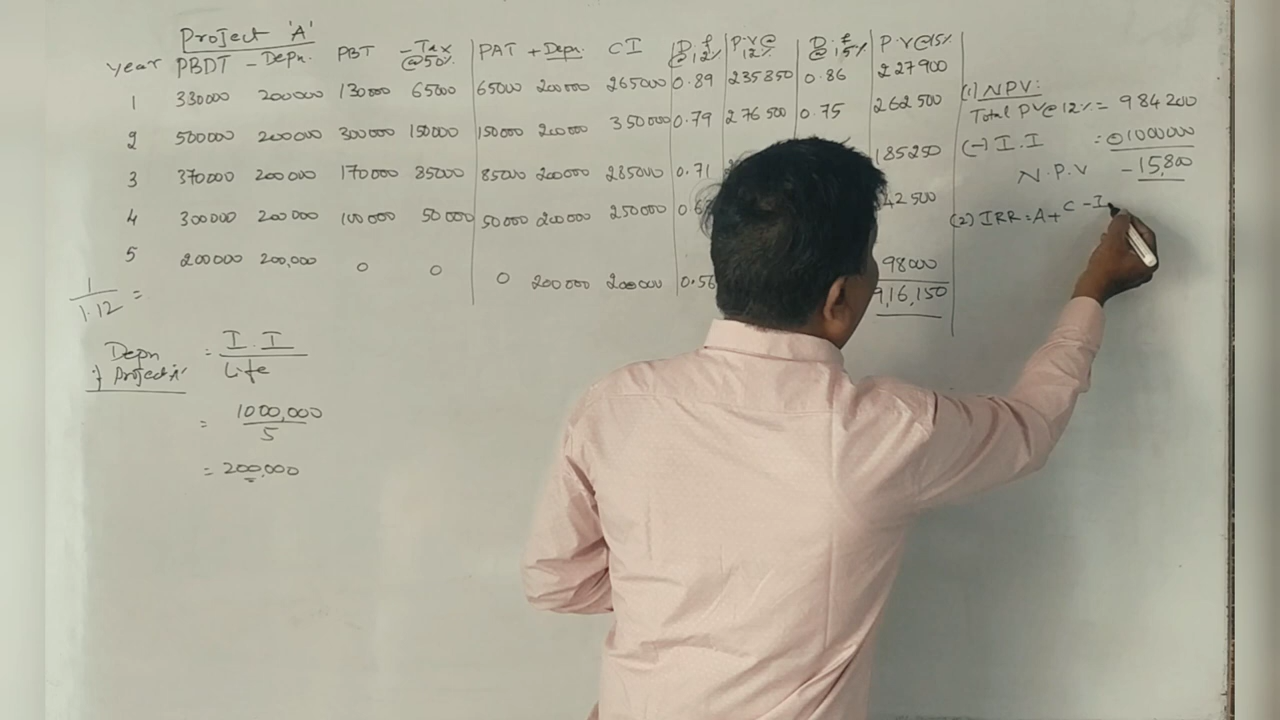 Project 'A'
year PBDT - Depn. PBT - Tax @50% PAT + Depn. CI D.f @12% P.V@ 12% D.f @15% P.V@15%
1 330000 200000 130000 65000 65000 200000 265000 0.89 235850 0.86 227900
2 500000 200000 300000 150000 150000 200000 350000 0.79 276500 0.75 262500
3 370000 200000 170000 85000 85000 200000 285000 0.71 185250
4 300000 200000 100000 50000 50000 200000 250000 42500
5 200000 200,000 0 0 0 200000 200000 0.56 98000
9,16,150
1/1.12 =
Depn of Project 'A' = I.I/Life
= 1000,000/5
= 200,000
(1) NPV:
Total PV@12% = 984200
(-) I.I = 1000000
N.P.V -15,800
(2) IRR = A + C - I